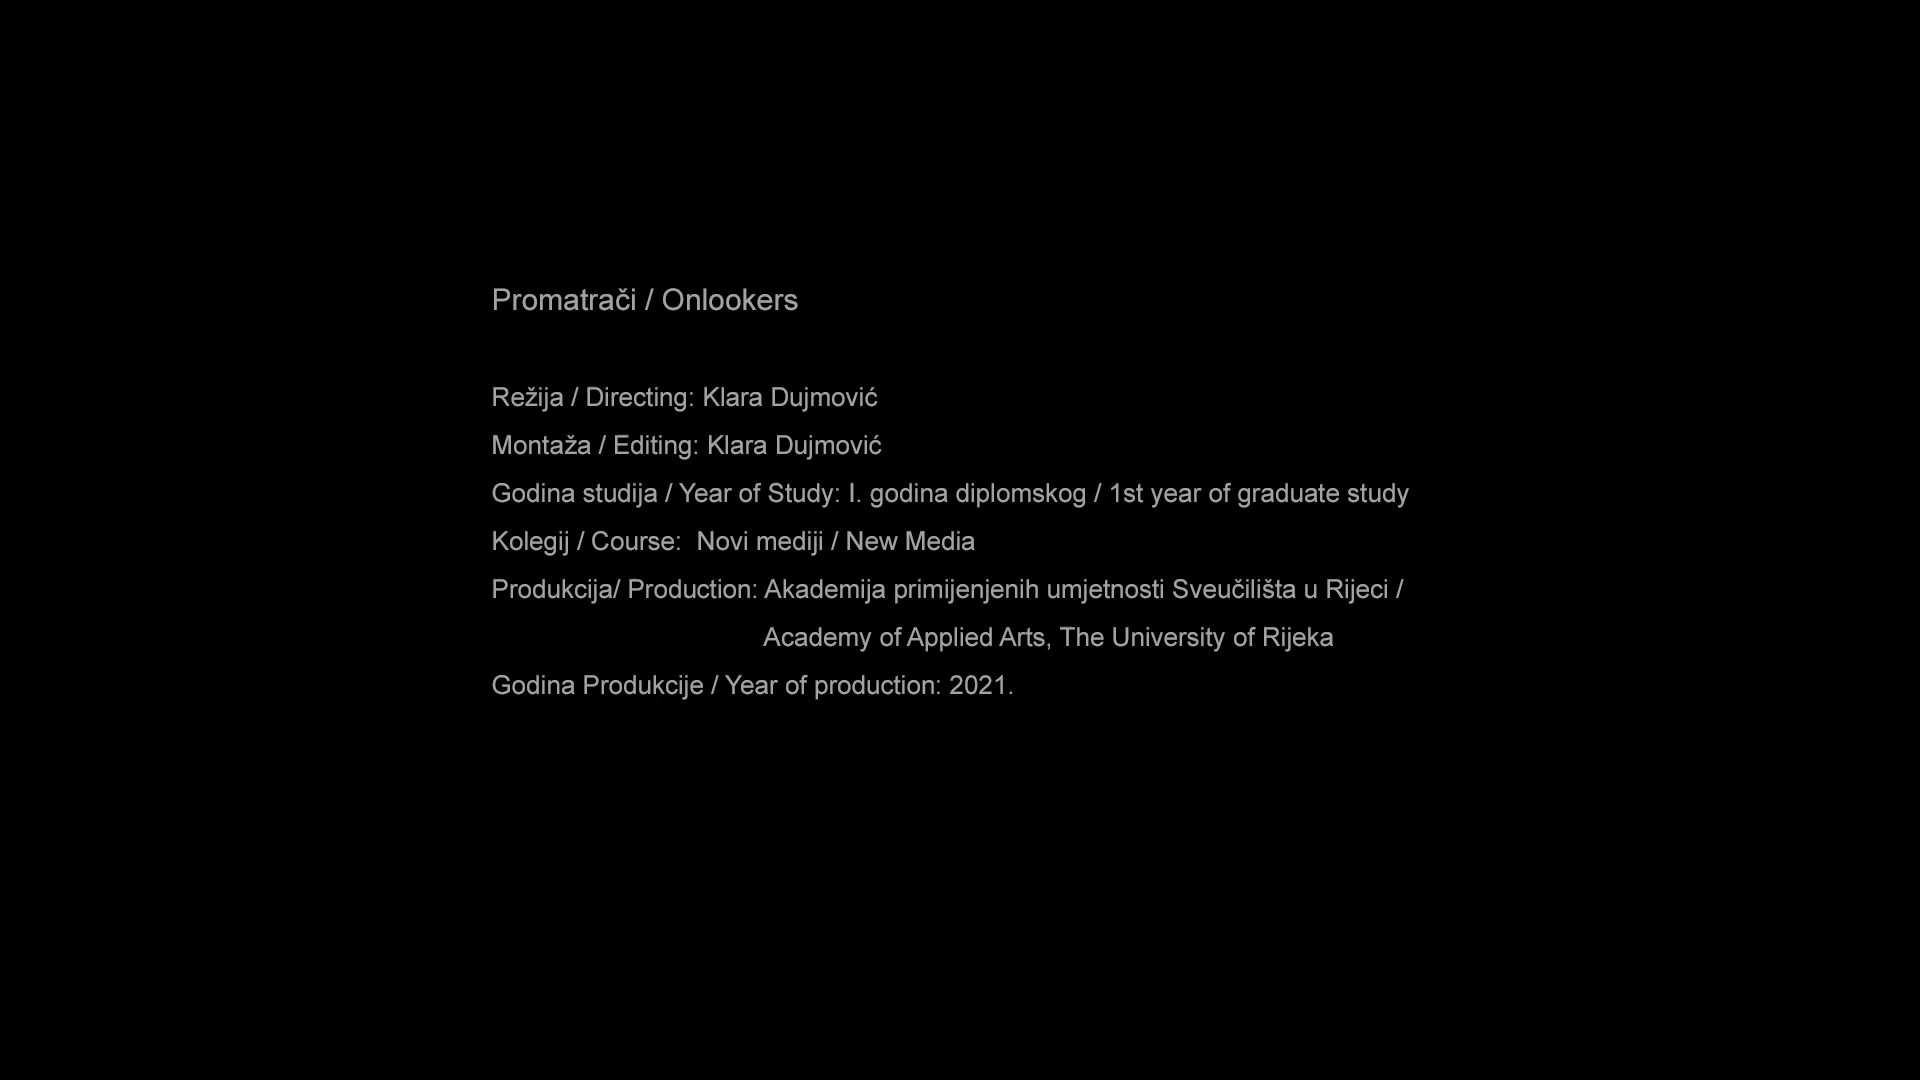 Promatrači / Onlookers
Režija / Directing: Klara Dujmović
Montaža / Editing: Klara Dujmović
Godina studija / Year of Study: I. godina diplomskog / 1st year of graduate study
Kolegij / Course:  Novi mediji / New Media
Produkcija/ Production: Akademija primijenjenih umjetnosti Sveučilišta u Rijeci /
Academy of Applied Arts, The University of Rijeka
Godina Produkcije / Year of production: 2021.